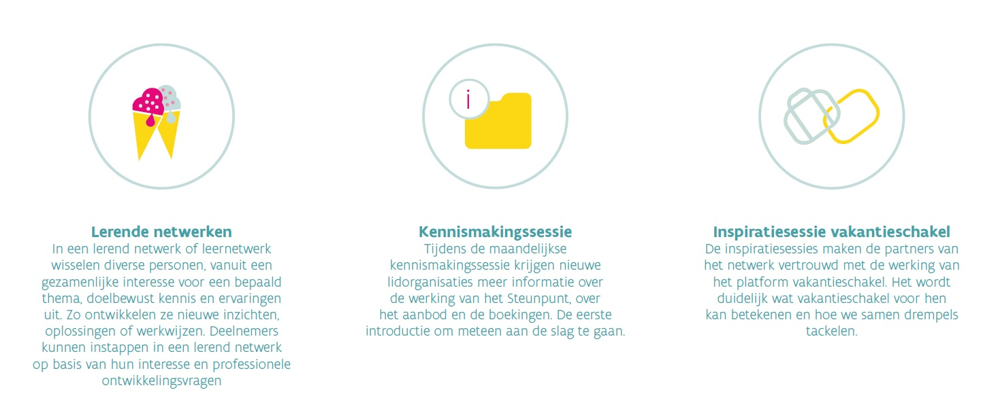 i
Lerende netwerken
In een lerend netwerk of leernetwerk
wisselen diverse personen, vanuit een
gezamenlijke interesse voor een bepaald
thema, doelbewust kennis en ervaringen
uit. Zo ontwikkelen ze nieuwe inzichten,
oplossingen of werkwijzen. Deelnemers
kunnen instappen in een lerend netwerk
op basis van hun interesse en professionele
ontwikkelingsvragen
Kennismakingssessie
Tijdens de maandelijkse
kennismakingssessie krijgen nieuwe
lidorganisaties meer informatie over
de werking van het Steunpunt, over
het aanbod en de boekingen. De eerste
introductie om meteen aan de slag te gaan.
Inspiratiesessie vakantieschakel
De inspiratiesessies maken de partners van
het netwerk vertrouwd met de werking van
het platform vakantieschakel. Het wordt
duidelijk wat vakantieschakel voor hen
kan betekenen en hoe we samen drempels
tackelen.